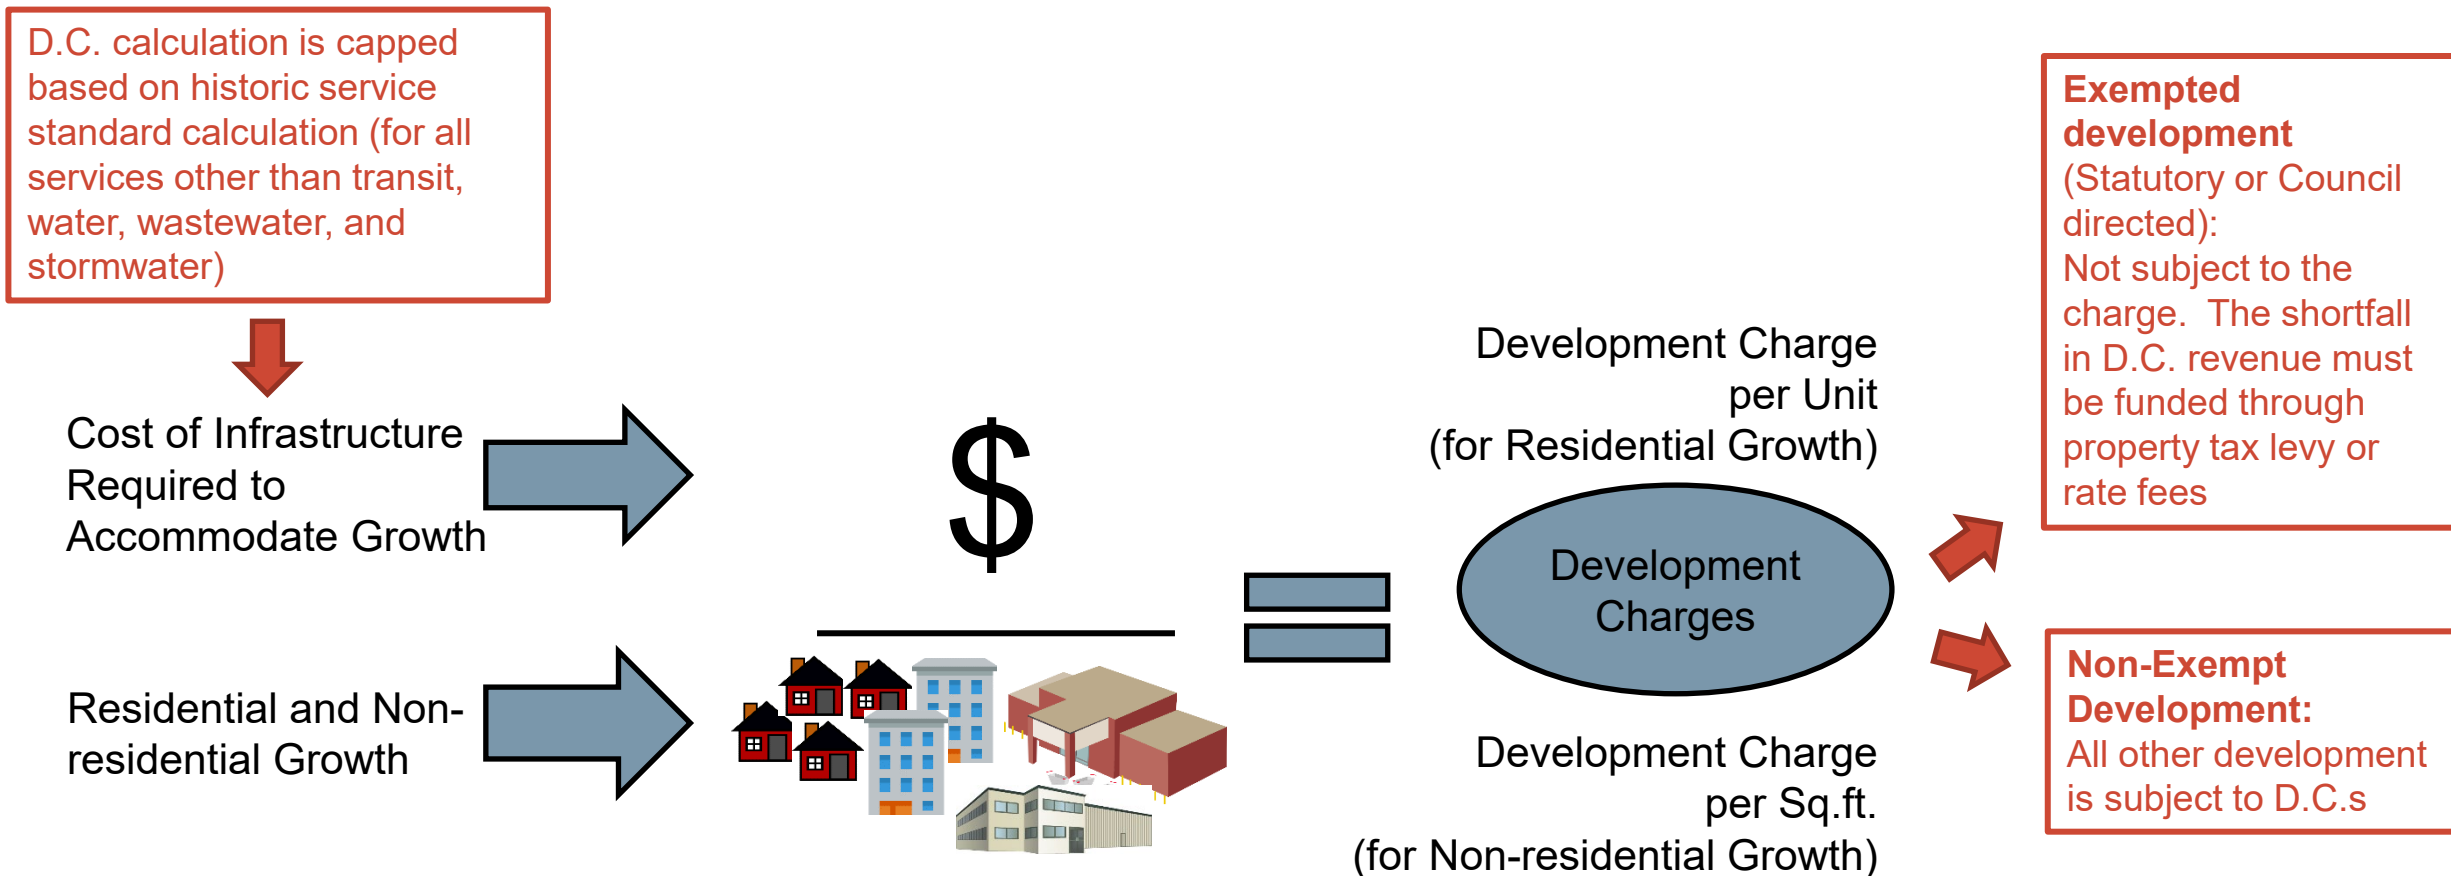 D.C. calculation is capped
based on historic service
standard calculation (for all
services other than transit,
water, wastewater, and
stormwater)
Cost of Infrastructure
Required to
Accommodate Growth
Residential and Non-
residential Growth
$
Development Charge
per Unit
(for Residential Growth)
Development
Charges
Development Charge
per Sq.ft.
(for Non-residential Growth)
Exempted
development
(Statutory or Council
directed):
Not subject to the
charge.  The shortfall
in D.C. revenue must
be funded through
property tax levy or
rate fees
Non-Exempt
Development:
All other development
is subject to D.C.s